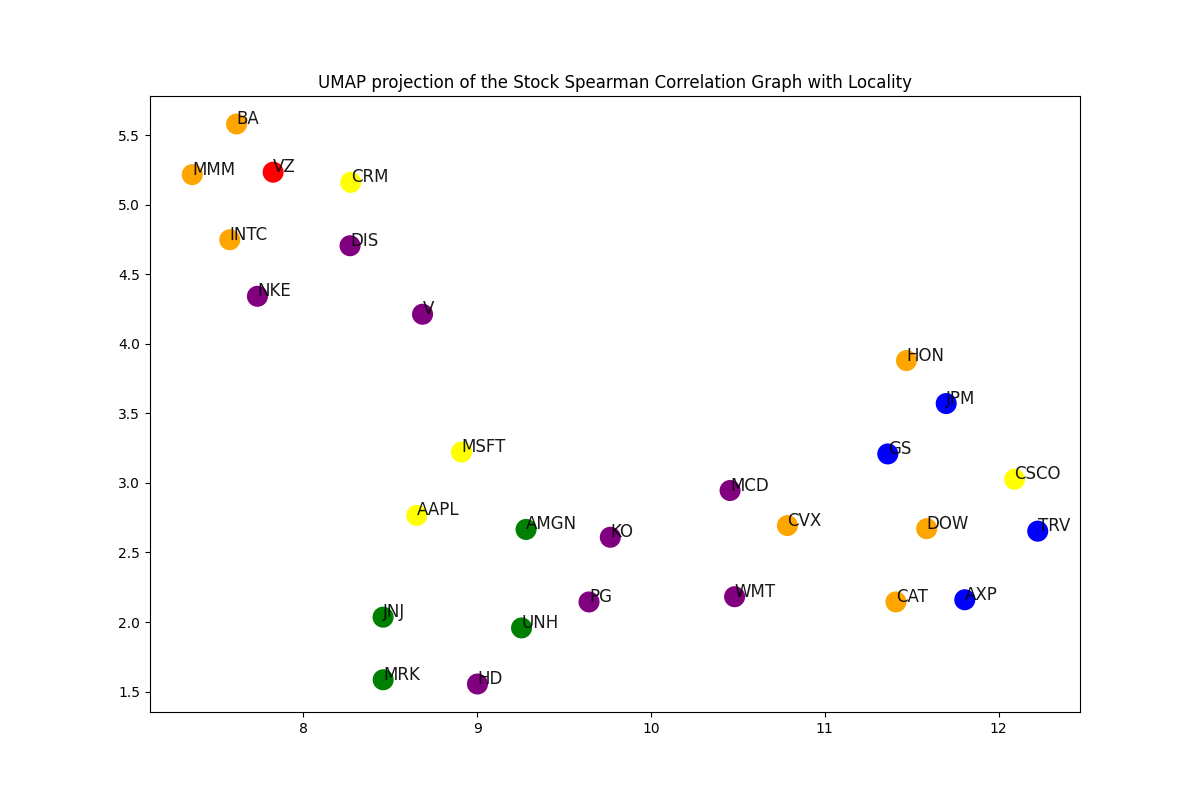 UMAP projection of the Stock Spearman Correlation Graph with Locality
5.5
5.0
4.5
4.0
3.5
3.0
2.5
2.0
1.5
BA
VZ
MMM
CRM
INTC
DIS
NKE
V
HON
JPM
MSFT
GS
CSCO
MCD
AAPL
AMGN
KO
CVX
DOW
TRV
JNJ
PG
UNH
WMT
CAT
AXP
MRK
HD
8
9
10
11
12